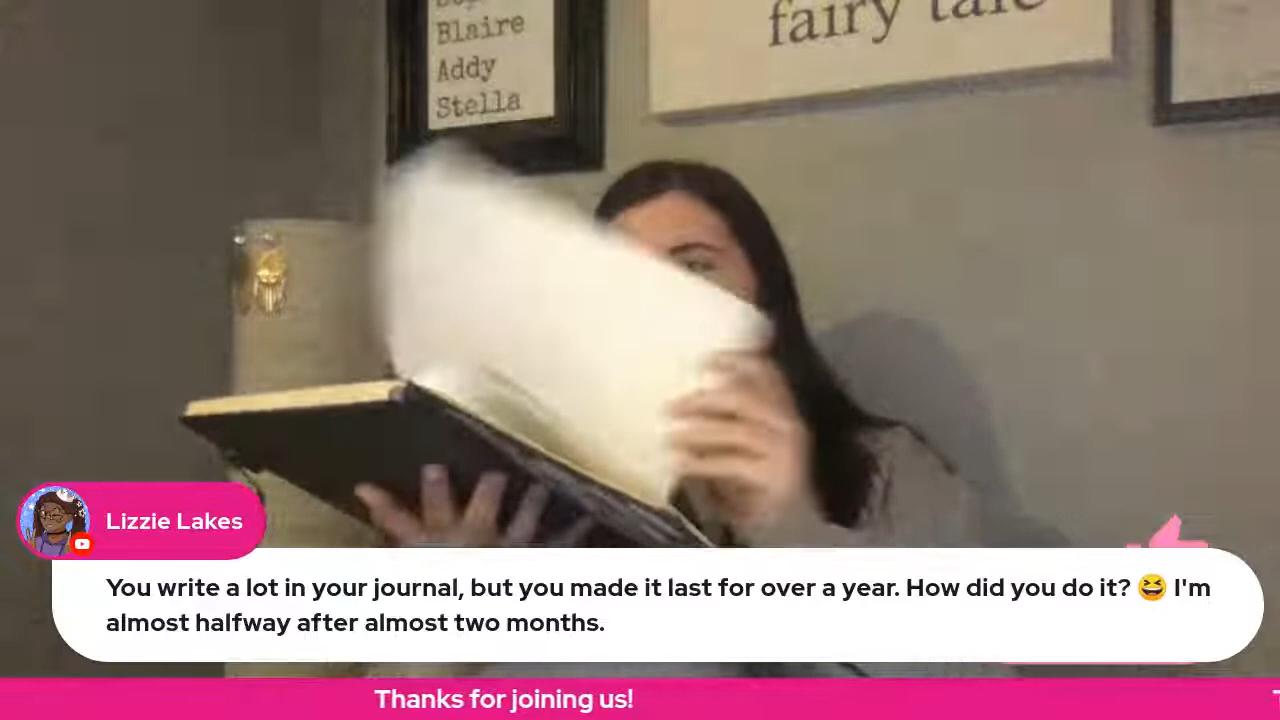 Blaire
Addy
Stella
fairy tale
Lizzie Lakes
You write a lot in your journal, but you made it last for over a year. How did you do it? 😆 I'm
almost halfway after almost two months.
Thanks for joining us!